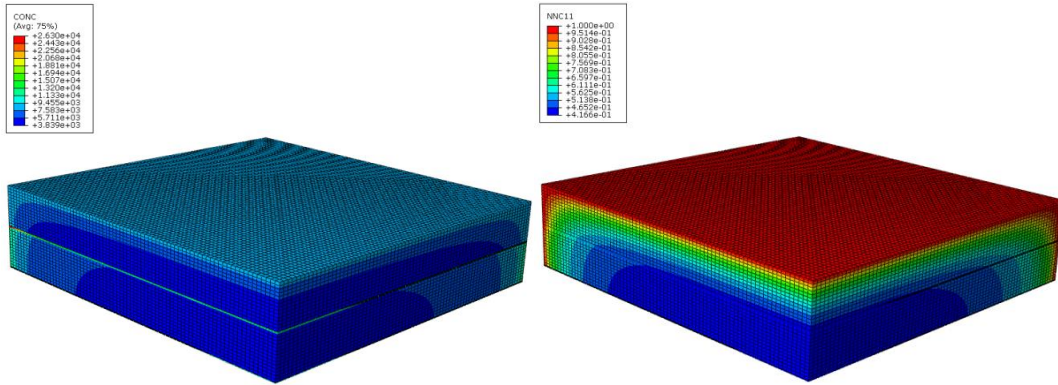 CONC
(Avg: 75%)
+2.630e+04
+2.443e+04
+2.256e+04
+2.068e+04
+1.881e+04
+1.694e+04
+1.507e+04
+1.320e+04
+1.133e+04
+9.455e+03
+7.583e+03
+5.711e+03
+3.839e+03
NNC11
+1.000e+00
+9.514e-01
+9.028e-01
+8.542e-01
+8.055e-01
+7.569e-01
+7.083e-01
+6.597e-01
+6.111e-01
+5.625e-01
+5.138e-01
+4.652e-01
+4.166e-01